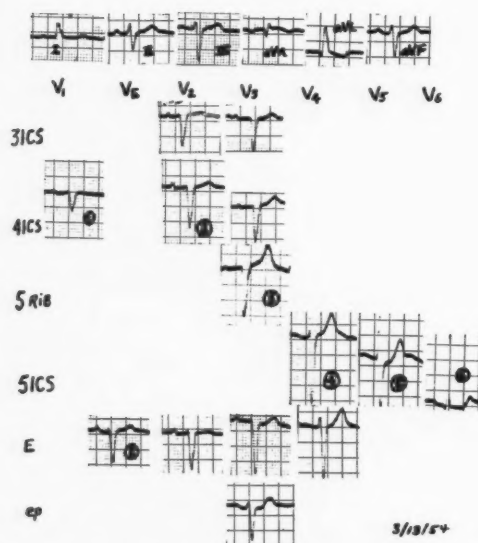 I II III aVR aVL aVF
V1 VE V2 V3 V4 V5 V6
3ICS
4ICS
5 RiB
5ICS
E
ep
3/13/54